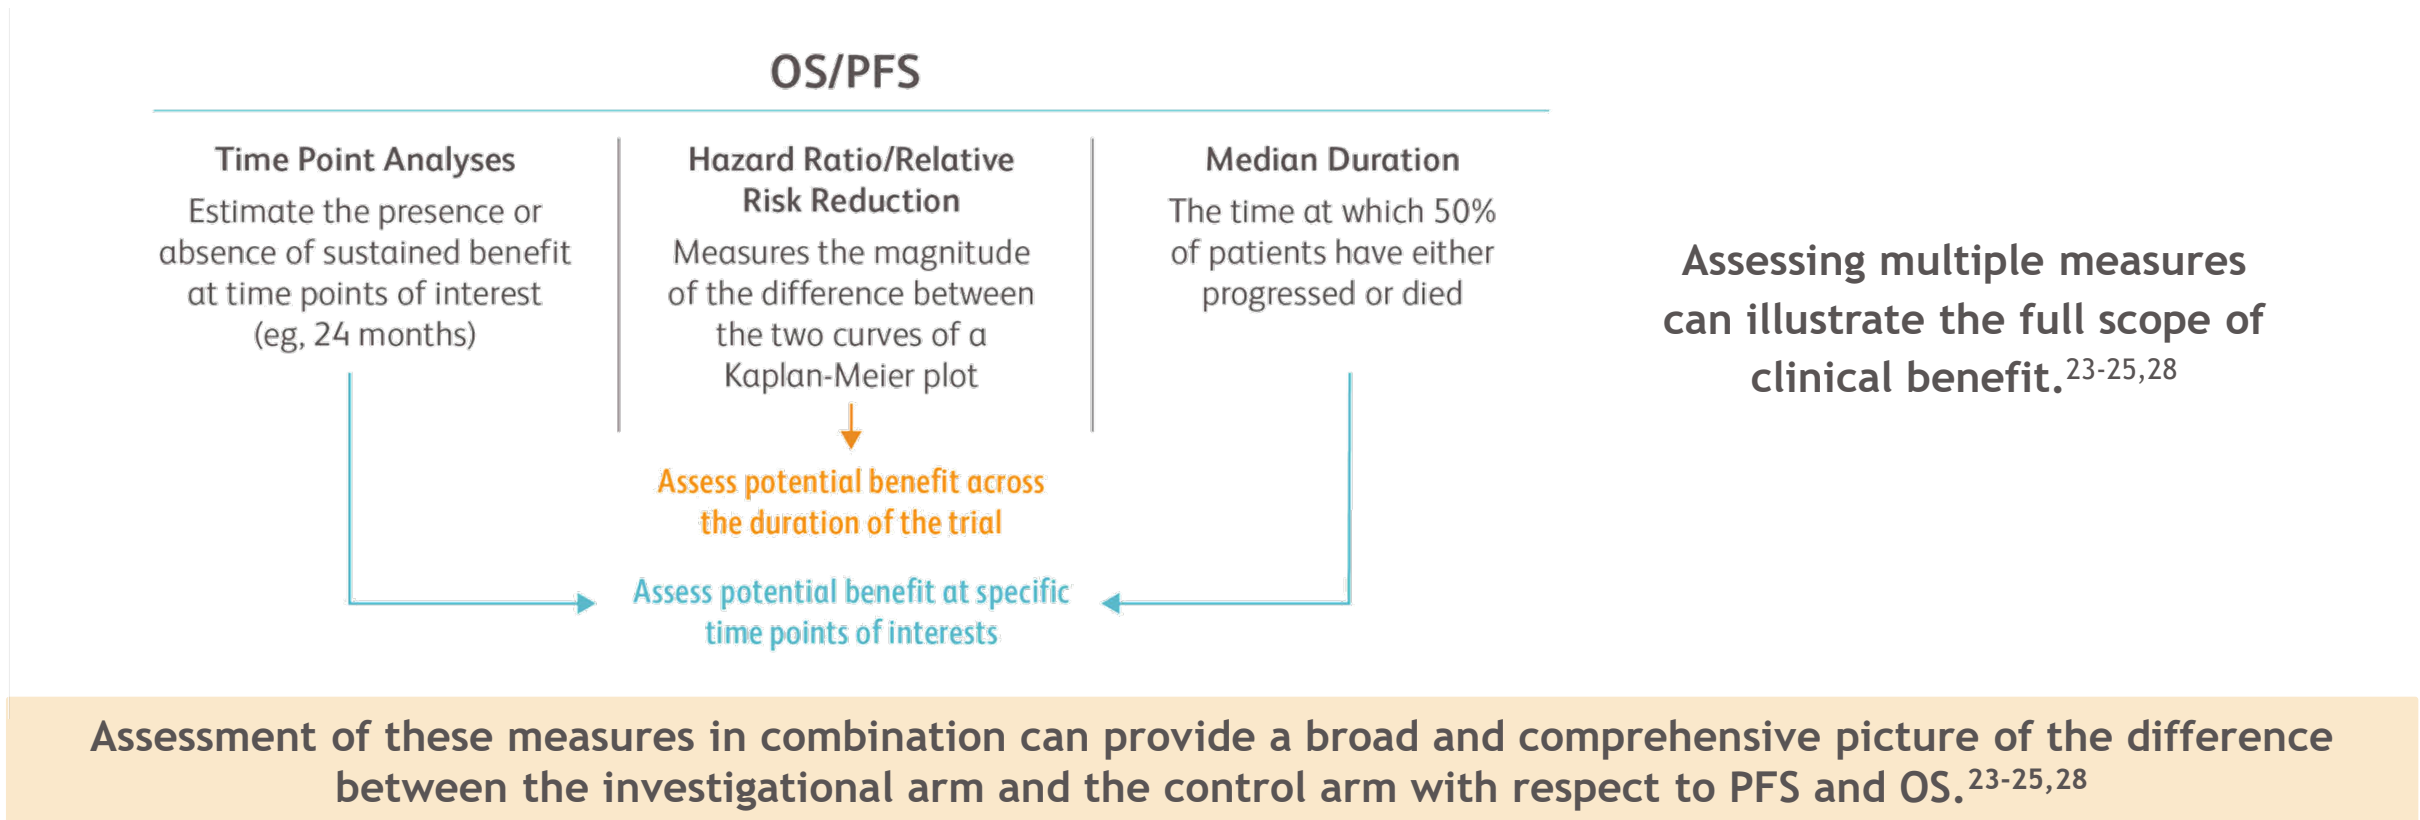 OS/PFS
Time Point Analyses
Estimate the presence or
absence of sustained benefit
at time points of interest
(eg, 24 months)
Hazard Ratio/Relative
Risk Reduction
Measures the magnitude
of the difference between
the two curves of a
Kaplan-Meier plot
Median Duration
The time at which 50%
of patients have either
progressed or died
Assess potential benefit across
the duration of the trial
Assess potential benefit at specific
time points of interests
Assessing multiple measures
can illustrate the full scope of
clinical benefit.23-25,28
Assessment of these measures in combination can provide a broad and comprehensive picture of the difference
between the investigational arm and the control arm with respect to PFS and OS.23-25,28